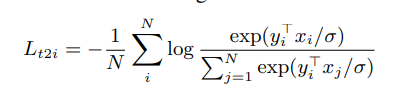 L_{t2i} = -\frac{1}{N} \sum_{i}^{N} \log \frac{\exp(y_i^\top x_i/\sigma)}{\sum_{j=1}^{N} \exp(y_i^\top x_j/\sigma)}